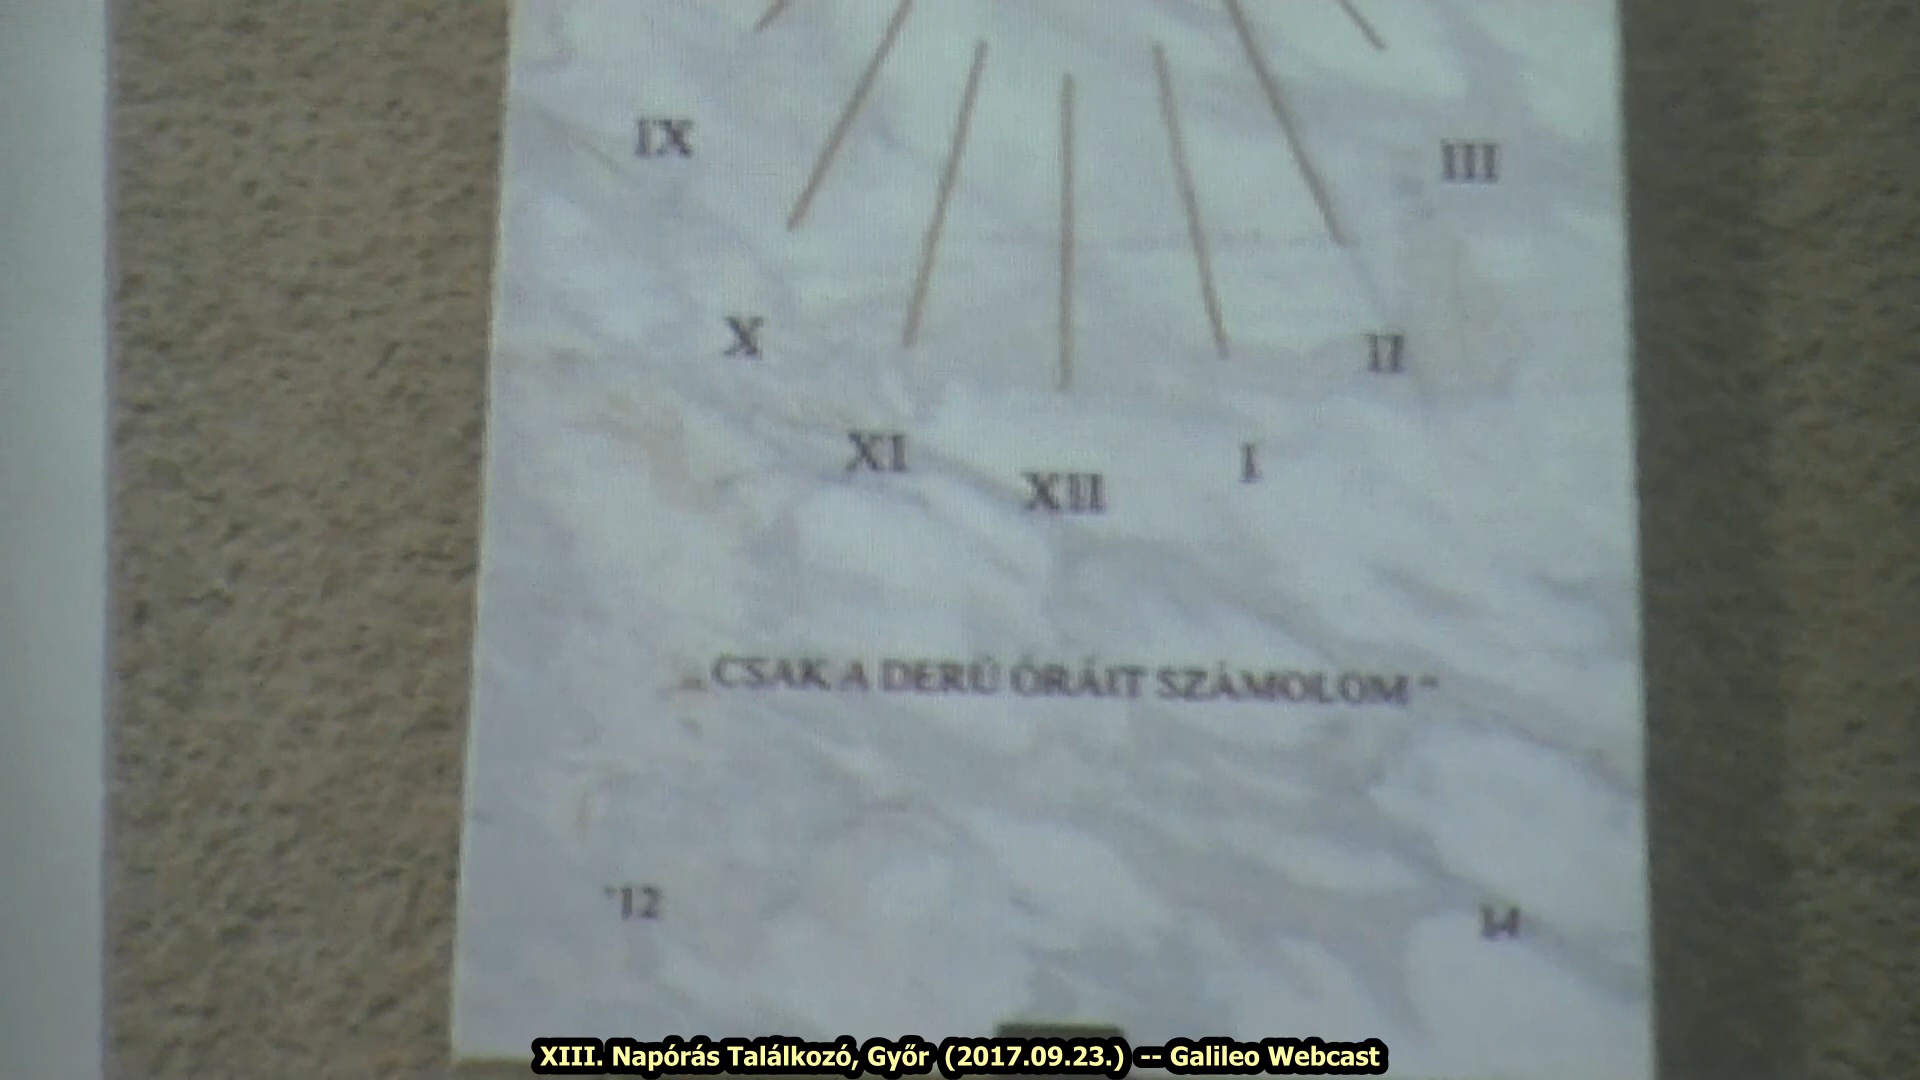 IX III
X II
XI I
XII
„CSAK A DERŰ ÓRÁIT SZÁMOLOM"
'12 14
XIII. Napórás Találkozó, Győr (2017.09.23.) -- Galileo Webcast